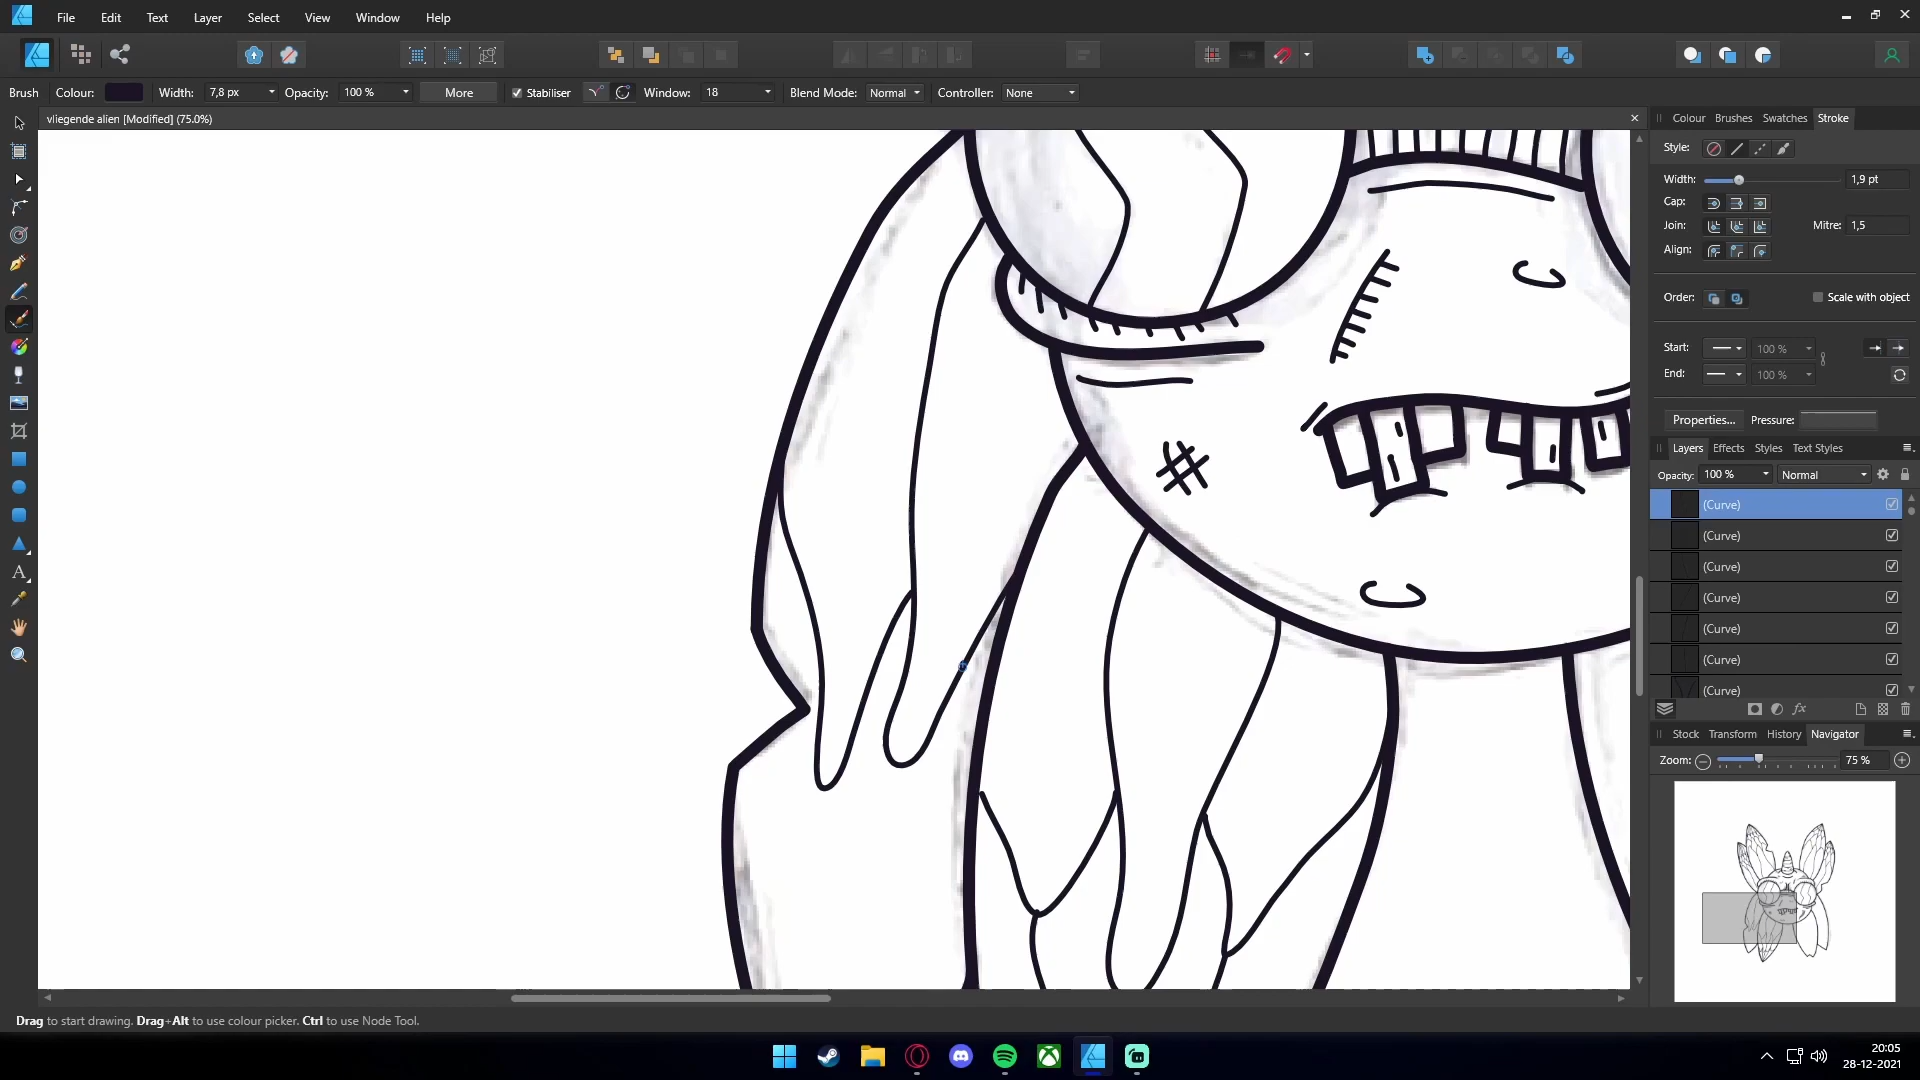 File Edit Text Layer Select View Window Help
Brush Colour: Width: 7,8 px Opacity: 100 % More Stabiliser Window: 18 Blend Mode: Normal Controller: None
vliegende alien [Modified] (75.0%)
Colour Brushes Swatches Stroke
Style:
Width: 1,9 pt
Cap:
Join: Mitre: 1,5
Align:
Order: Scale with object
Start: 100 %
End: 100 %
Properties... Pressure:
Layers Effects Styles Text Styles
Opacity: 100 % Normal
(Curve)
(Curve)
(Curve)
(Curve)
(Curve)
(Curve)
(Curve)
fx
Stock Transform History Navigator
Zoom: 75 %
A
Drag to start drawing. Drag+Alt to use colour picker. Ctrl to use Node Tool.
20:05
28-12-2021